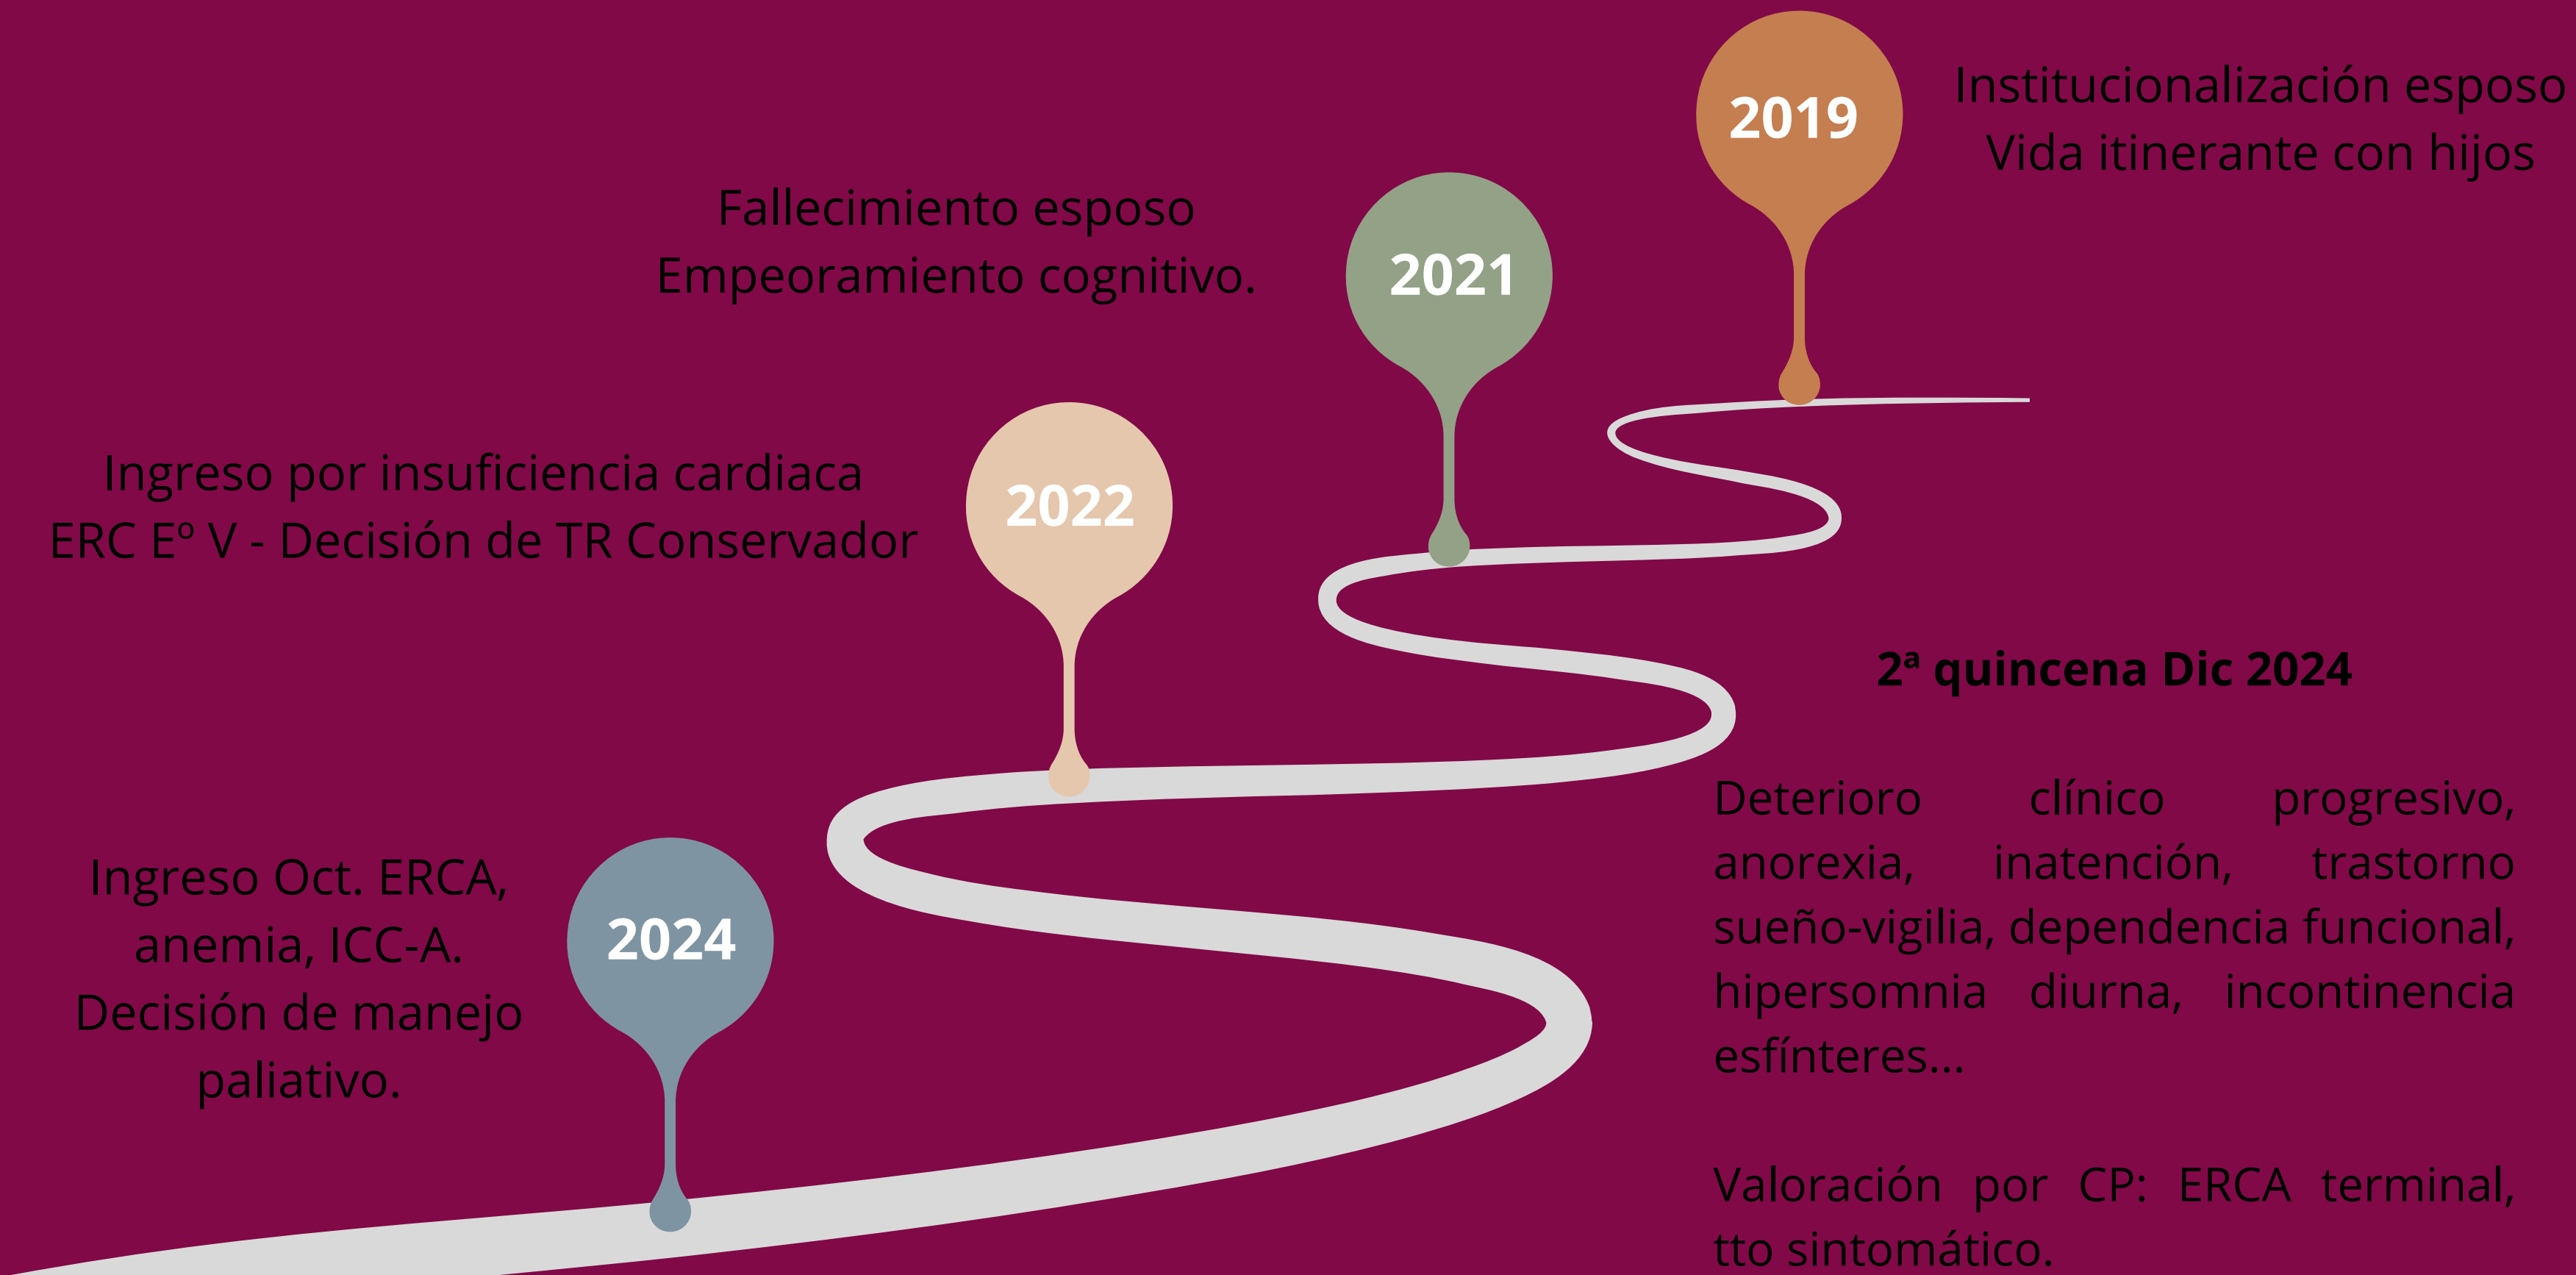 2019
Institucionalización esposo
Vida itinerante con hijos
Fallecimiento esposo
Empeoramiento cognitivo.
2021
Ingreso por insuficiencia cardiaca
ERC Eº V - Decisión de TR Conservador
2022
Ingreso Oct. ERCA,
anemia, ICC-A.
Decisión de manejo
paliativo.
2024
2ª quincena Dic 2024
Deterioro clínico progresivo,
anorexia, inatención, trastorno
sueño-vigilia, dependencia funcional,
hipersomnia diurna, incontinencia
esfínteres...
Valoración por CP: ERCA terminal,
tto sintomático.